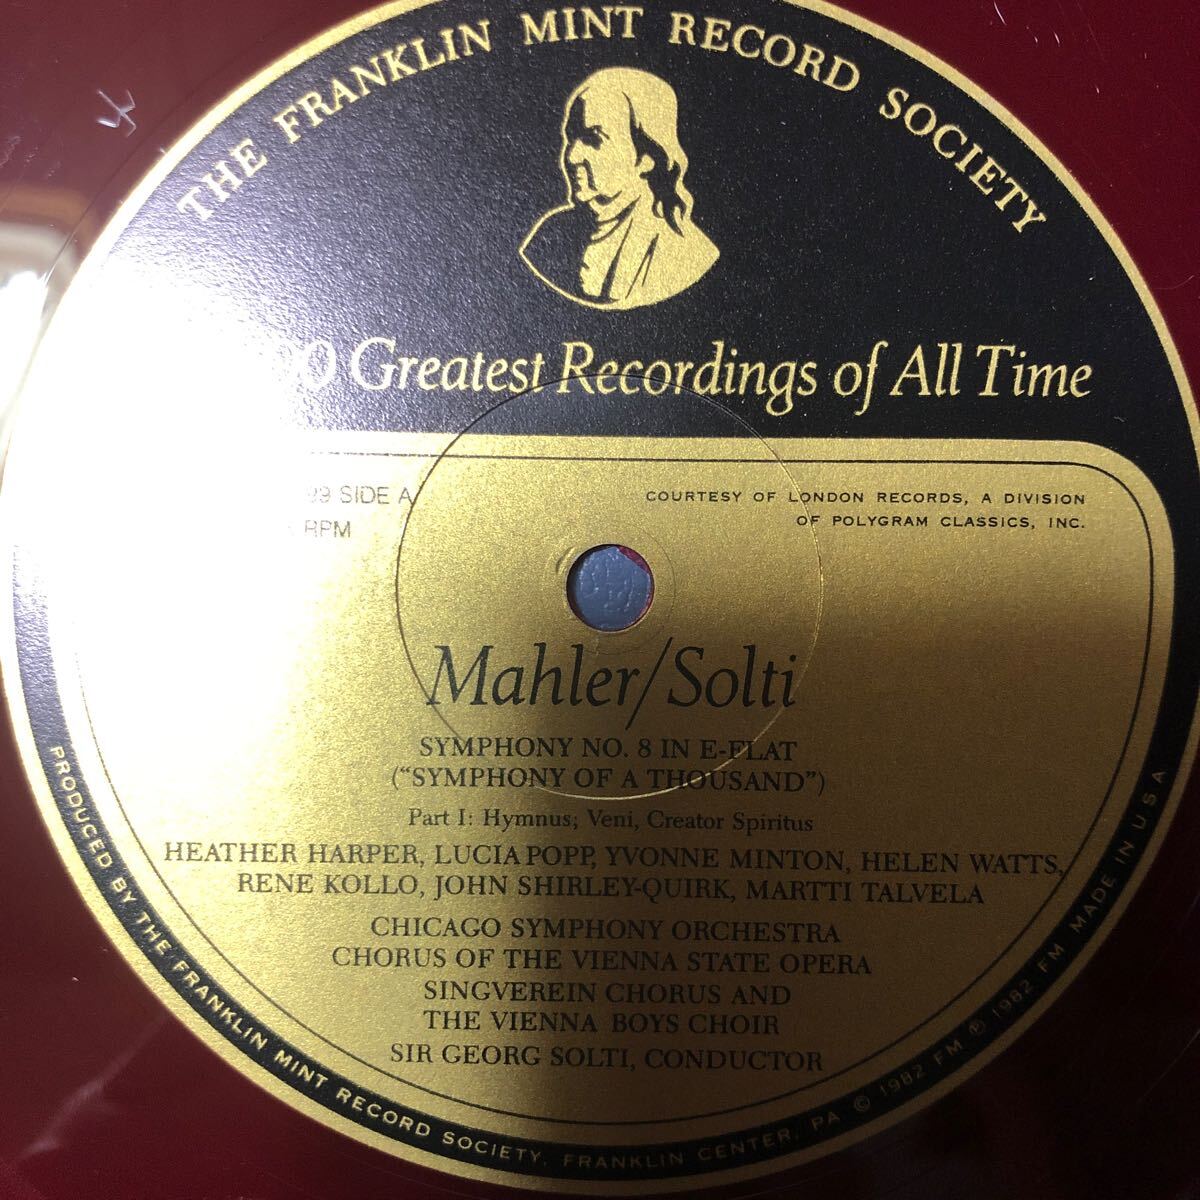 THE FRANKLIN MINT RECORD SOCIETY
Greatest Recordings of All Time
SIDE A
RPM
COURTESY OF LONDON RECORDS, A DIVISION
OF POLYGRAM CLASSICS, INC.
Mahler/Solti
SYMPHONY NO. 8 IN E-FLAT
("SYMPHONY OF A THOUSAND")
Part I: Hymnus; Veni, Creator Spiritus
HEATHER HARPER, LUCIA POPP, YVONNE MINTON, HELEN WATTS,
RENE KOLLO, JOHN SHIRLEY-QUIRK, MARTTI TALVELA
CHICAGO SYMPHONY ORCHESTRA
CHORUS OF THE VIENNA STATE OPERA
SINGVEREIN CHORUS AND
THE VIENNA BOYS CHOIR
SIR GEORG SOLTI, CONDUCTOR
PRODUCED BY THE FRANKLIN MINT RECORD SOCIETY, FRANKLIN CENTER, PA © 1982 FM ℗ 1982 FM MADE IN U S A